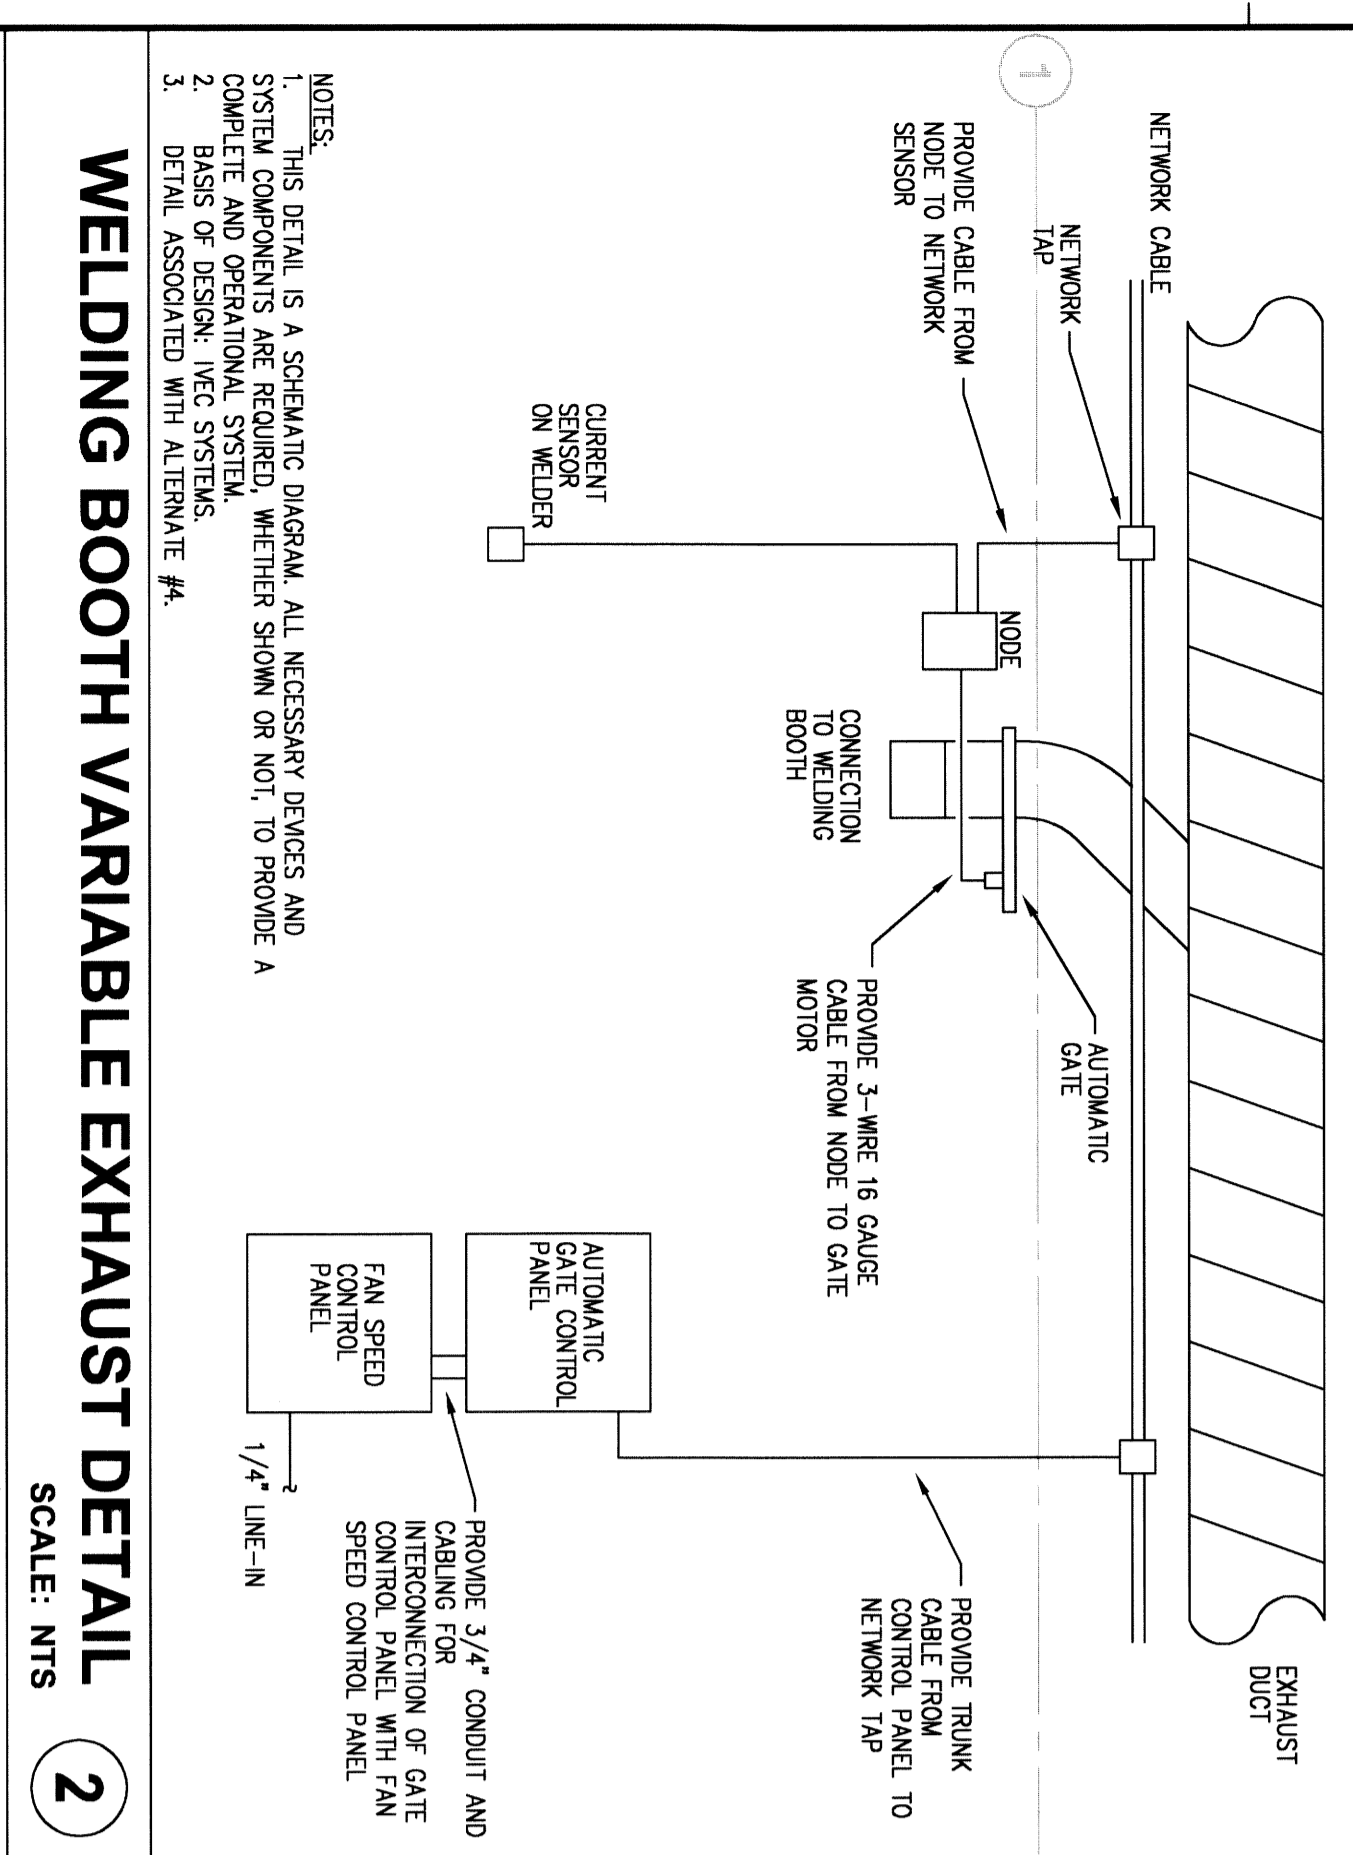 EXHAUST
DUCT
NETWORK CABLE
NETWORK
TAP
1
PROVIDE CABLE FROM
NODE TO NETWORK
SENSOR
AUTOMATIC
GATE
NODE
PROVIDE TRUNK
CABLE FROM
CONTROL PANEL TO
NETWORK TAP
CONNECTION
TO WELDING
BOOTH
PROVIDE 3-WIRE 16 GAUGE
CABLE FROM NODE TO GATE
MOTOR
CURRENT
SENSOR
ON WELDER
AUTOMATIC
GATE CONTROL
PANEL
PROVIDE 3/4" CONDUIT AND
CABLING FOR
INTERCONNECTION OF GATE
CONTROL PANEL WITH FAN
SPEED CONTROL PANEL
FAN SPEED
CONTROL
PANEL
1/4" LINE-IN
NOTES:
1. THIS DETAIL IS A SCHEMATIC DIAGRAM. ALL NECESSARY DEVICES AND
SYSTEM COMPONENTS ARE REQUIRED, WHETHER SHOWN OR NOT, TO PROVIDE A
COMPLETE AND OPERATIONAL SYSTEM.
2. BASIS OF DESIGN: IVEC SYSTEMS.
3. DETAIL ASSOCIATED WITH ALTERNATE #4.
WELDING BOOTH VARIABLE EXHAUST DETAIL
2
SCALE: NTS